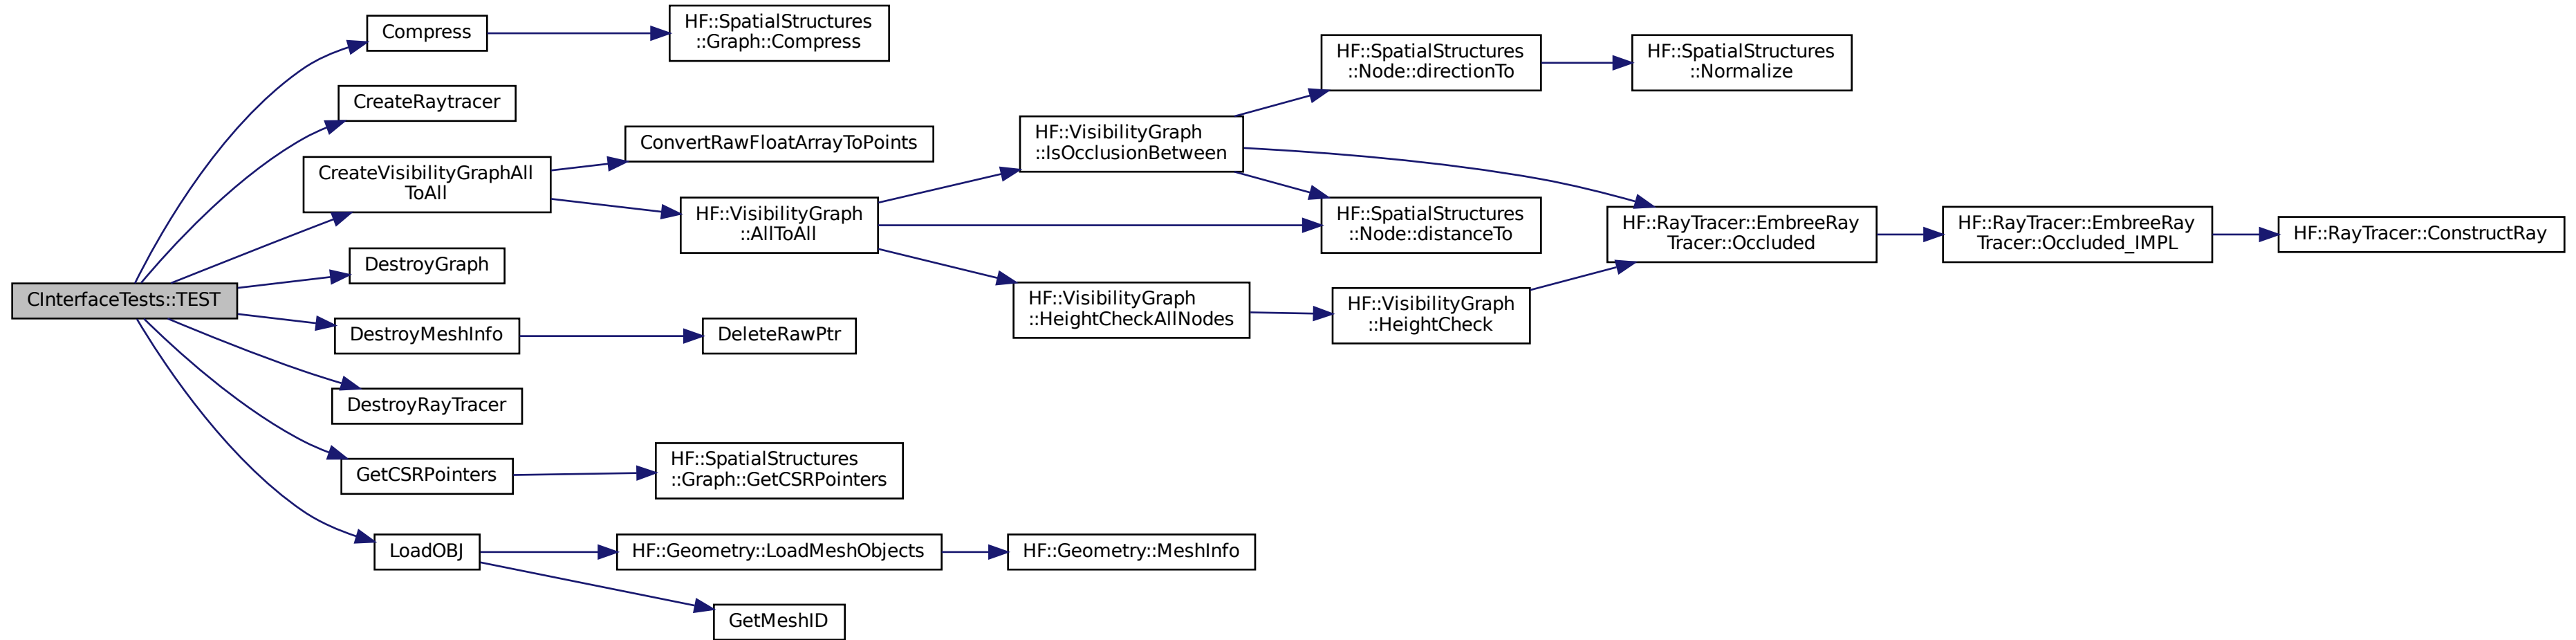 CInterfaceTests::TEST
Compress
HF::SpatialStructures
::Graph::Compress
CreateRaytracer
CreateVisibilityGraphAll
ToAll
ConvertRawFloatArrayToPoints
HF::VisibilityGraph
::AllToAll
HF::VisibilityGraph
::IsOcclusionBetween
HF::SpatialStructures
::Node::directionTo
HF::SpatialStructures
::Normalize
HF::SpatialStructures
::Node::distanceTo
HF::RayTracer::EmbreeRay
Tracer::Occluded
HF::RayTracer::EmbreeRay
Tracer::Occluded_IMPL
HF::RayTracer::ConstructRay
HF::VisibilityGraph
::HeightCheckAllNodes
HF::VisibilityGraph
::HeightCheck
DestroyGraph
DestroyMeshInfo
DeleteRawPtr
DestroyRayTracer
GetCSRPointers
HF::SpatialStructures
::Graph::GetCSRPointers
LoadOBJ
HF::Geometry::LoadMeshObjects
HF::Geometry::MeshInfo
GetMeshID